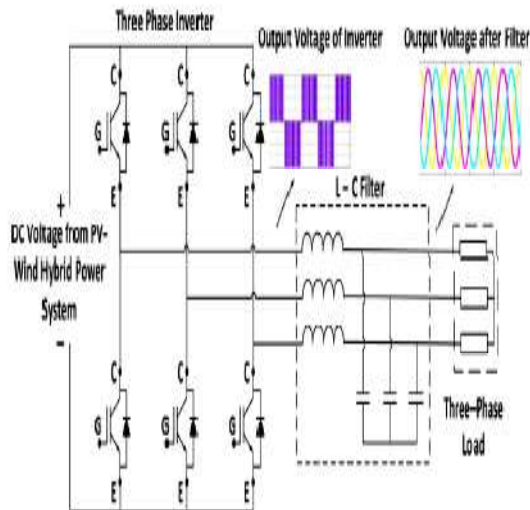 Three Phase Inverter
Output Voltage of Inverter
Output Voltage after Filter
C
C
C
G
G
G
E
E
E
+
DC Voltage from PV-
Wind Hybrid Power
System
−
L – C Filter
C
C
C
G
G
G
E
E
E
Three–Phase
Load